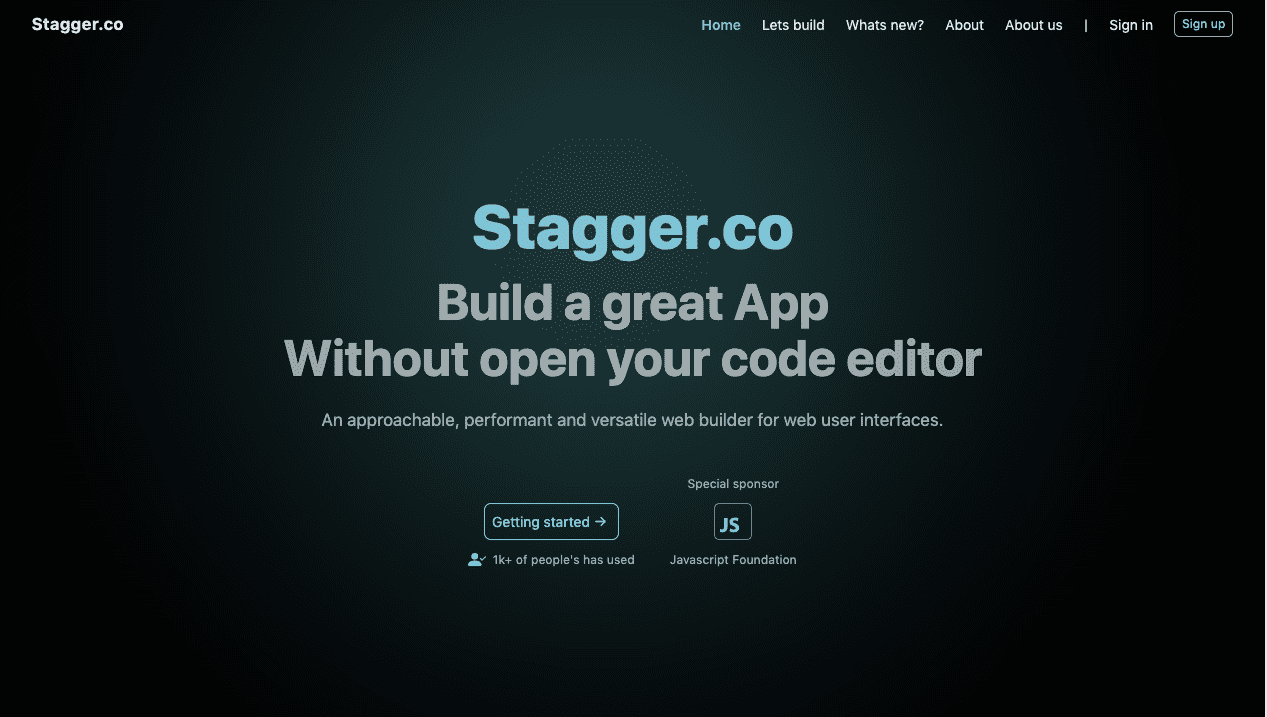 Stagger.co
Home Lets build Whats new? About About us | Sign in Sign up
Stagger.co
Build a great App
Without open your code editor
An approachable, performant and versatile web builder for web user interfaces.
Special sponsor
Getting started →
JS
1k+ of people's has used
Javascript Foundation